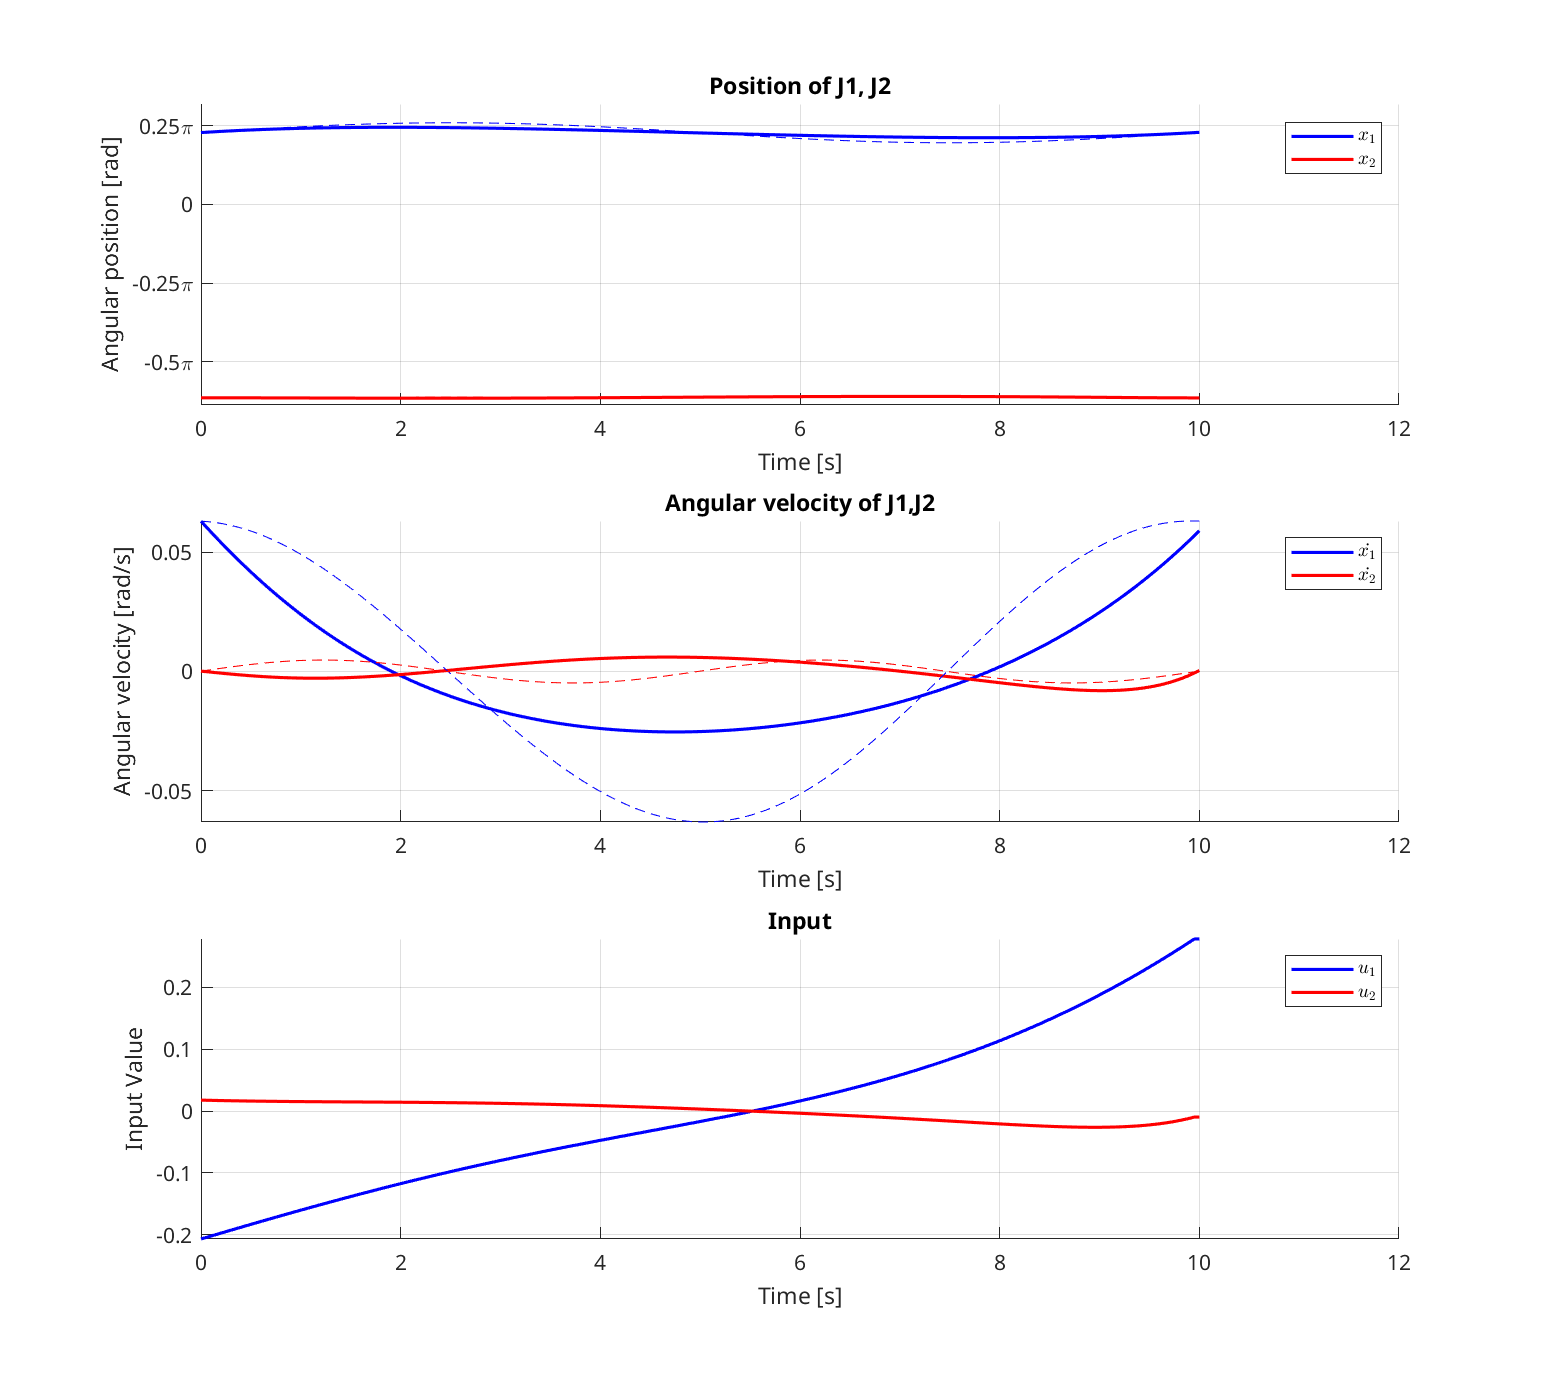 Position of J1, J2
Angular position [rad]
0.25π
0
-0.25π
-0.5π
x₁
x₂
0 2 4 6 8 10 12
Time [s]
Angular velocity of J1,J2
Angular velocity [rad/s]
0.05
0
-0.05
ẋ₁
ẋ₂
0 2 4 6 8 10 12
Time [s]
Input
Input Value
0.2
0.1
0
-0.1
-0.2
u₁
u₂
0 2 4 6 8 10 12
Time [s]